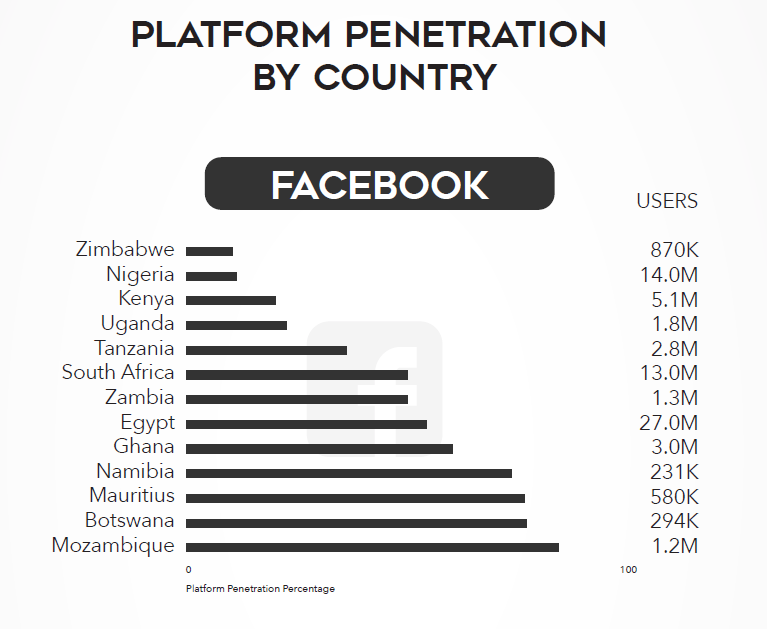 PLATFORM PENETRATION
BY COUNTRY
FACEBOOK
USERS
Zimbabwe 870K
Nigeria 14.0M
Kenya 5.1M
Uganda 1.8M
Tanzania 2.8M
South Africa 13.0M
Zambia 1.3M
Egypt 27.0M
Ghana 3.0M
Namibia 231K
Mauritius 580K
Botswana 294K
Mozambique 1.2M
0 100
Platform Penetration Percentage